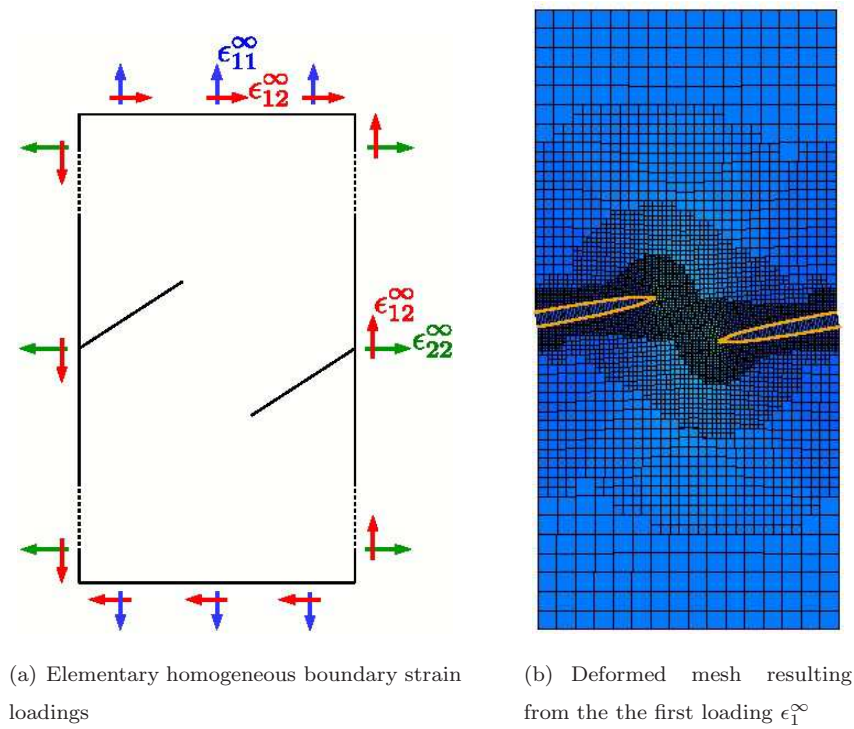 ϵ∞11
ϵ∞12
ϵ∞12
ϵ∞22
(a) Elementary homogeneous boundary strain
loadings
(b) Deformed mesh resulting
from the the first loading ϵ∞1